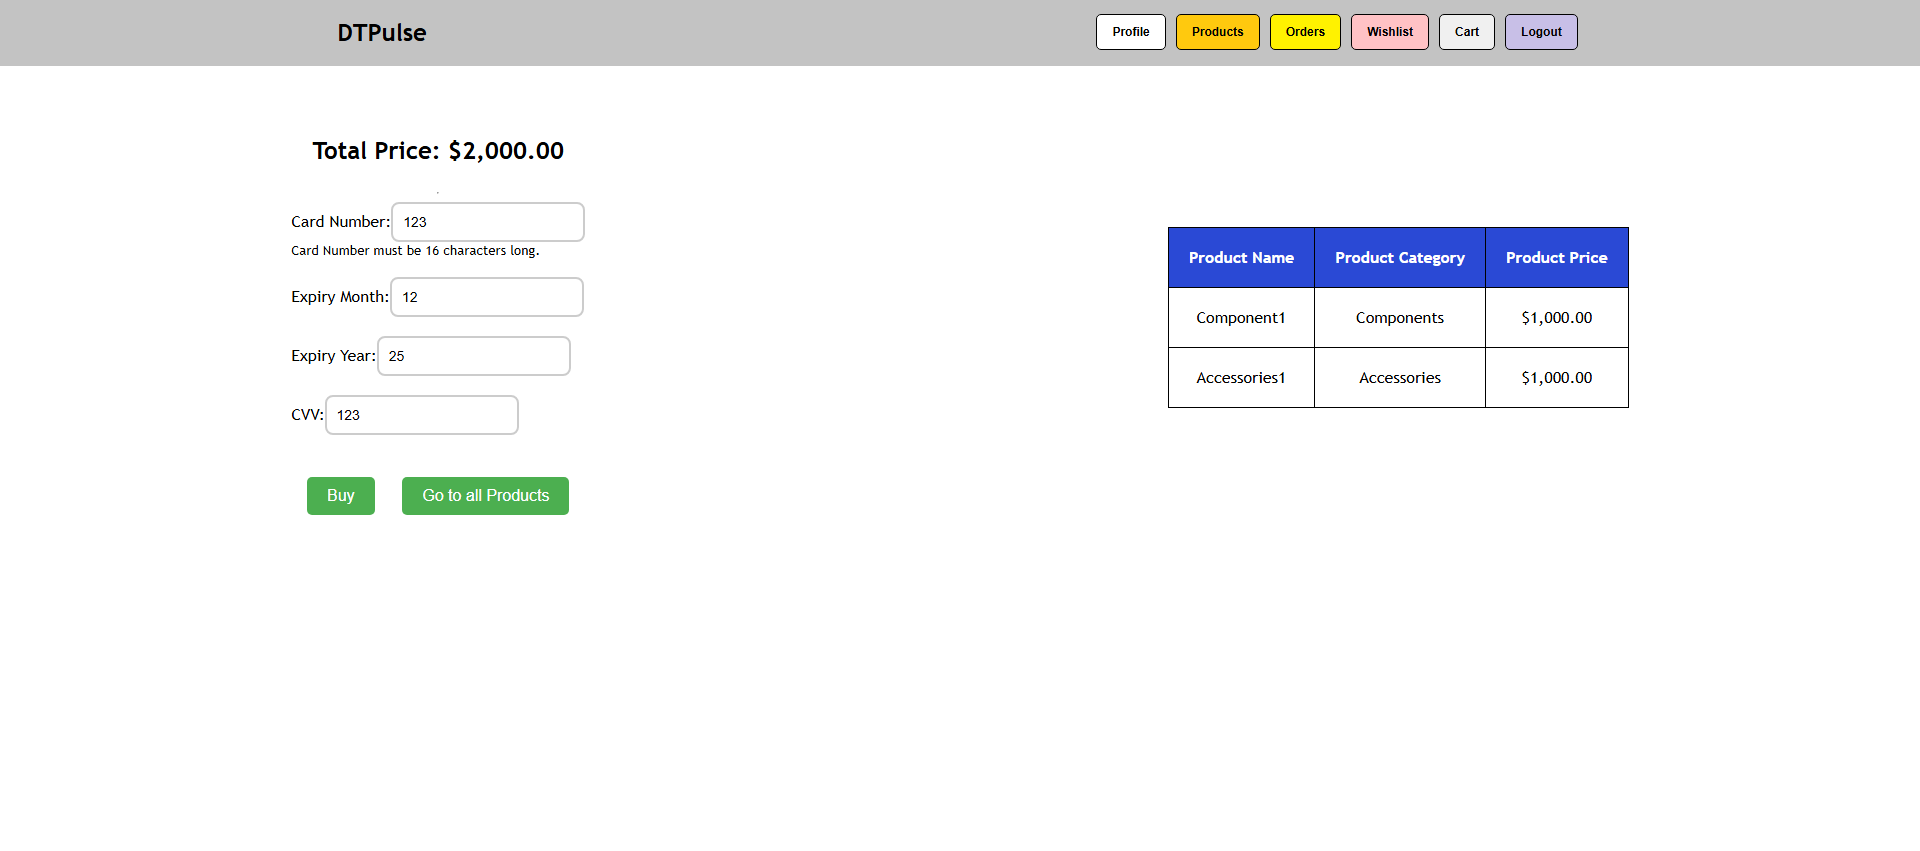 DTPulse
Profile Products Orders Wishlist Cart Logout
Total Price: $2,000.00
Card Number: 123
Card Number must be 16 characters long.
Expiry Month: 12
Expiry Year: 25
CVV: 123
Buy Go to all Products
Product Name Product Category Product Price
Component1 Components $1,000.00
Accessories1 Accessories $1,000.00